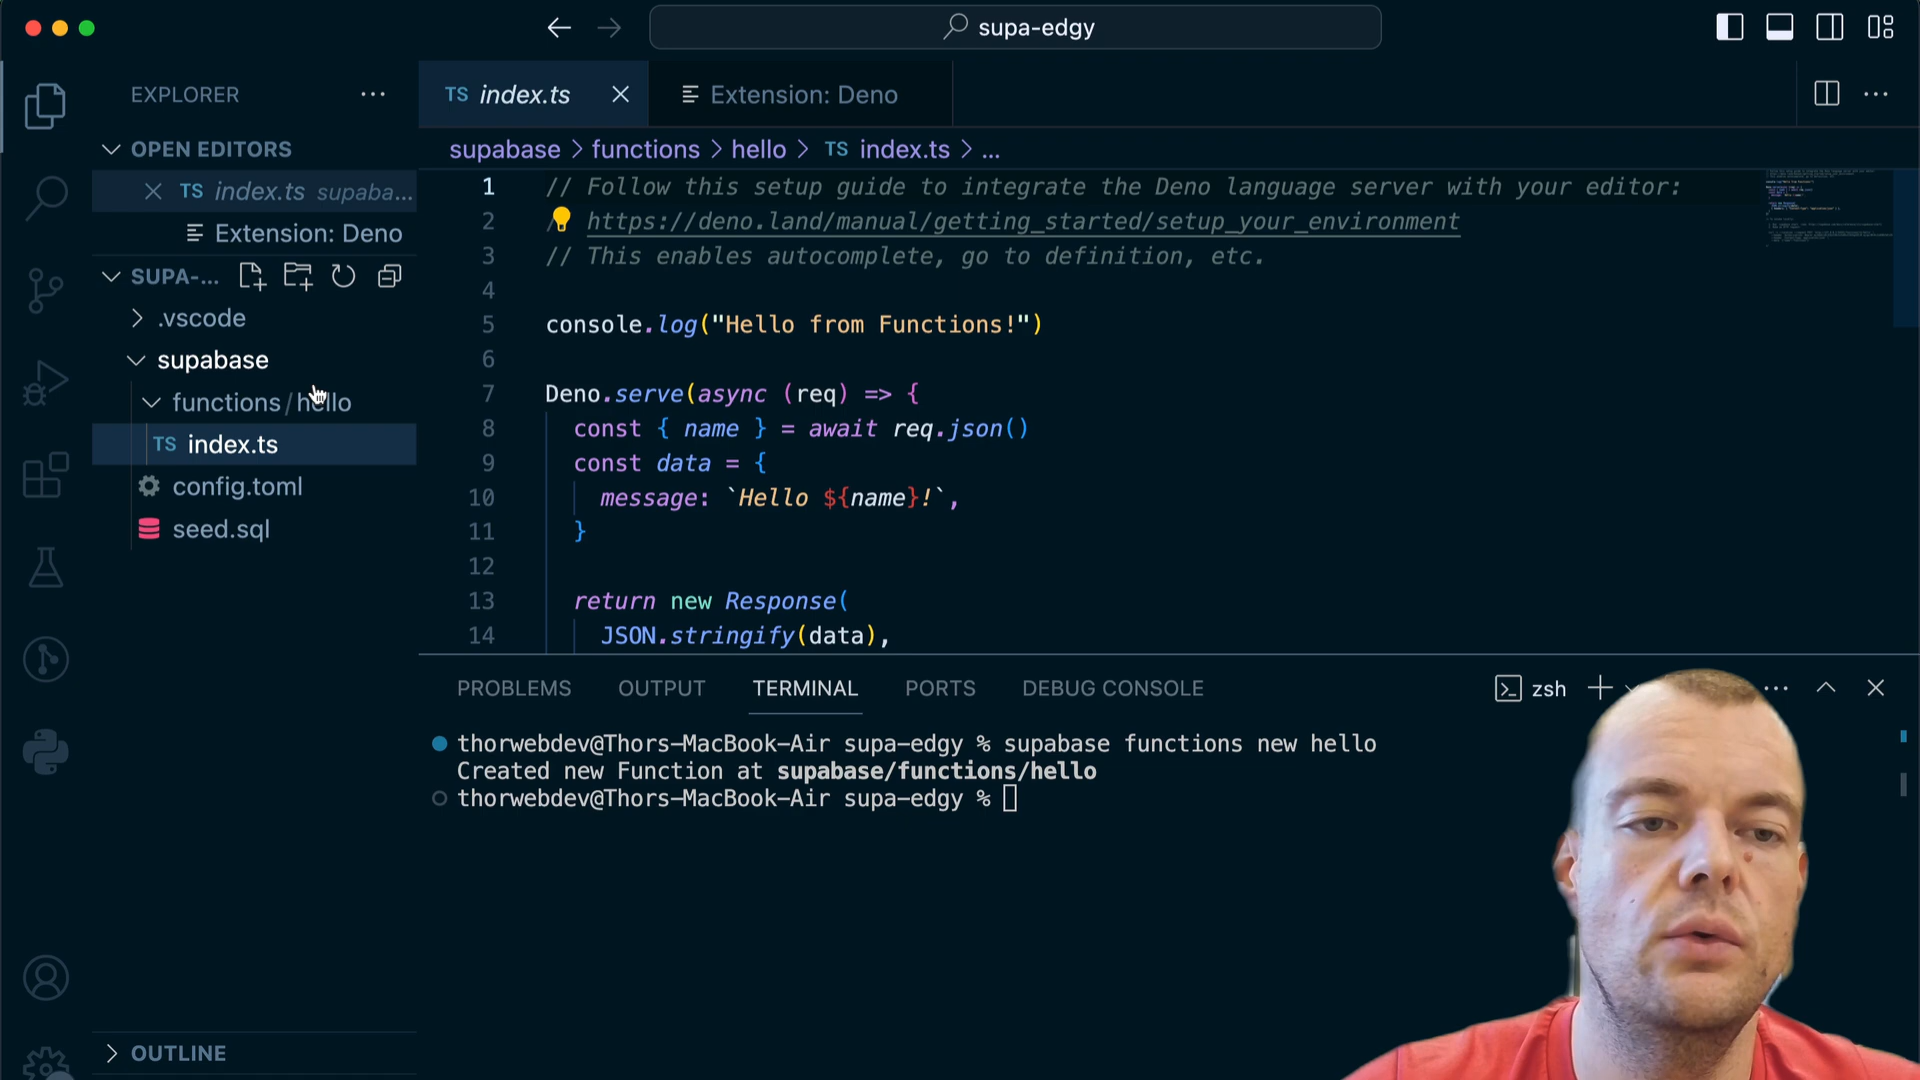 supa-edgy
EXPLORER
TS index.ts
Extension: Deno
OPEN EDITORS
TS index.ts supaba...
Extension: Deno
SUPA-...
.vscode
supabase
functions/hello
TS index.ts
config.toml
seed.sql
OUTLINE
supabase > functions > hello > TS index.ts > ...
1 // Follow this setup guide to integrate the Deno language server with your editor:
2 https://deno.land/manual/getting_started/setup_your_environment
3 // This enables autocomplete, go to definition, etc.
4
5 console.log("Hello from Functions!")
6
7 Deno.serve(async (req) => {
8 const { name } = await req.json()
9 const data = {
10 message: `Hello ${name}!`,
11 }
12
13 return new Response(
14 JSON.stringify(data),
PROBLEMS OUTPUT TERMINAL PORTS DEBUG CONSOLE
zsh
thorwebdev@Thors-MacBook-Air supa-edgy % supabase functions new hello
Created new Function at supabase/functions/hello
thorwebdev@Thors-MacBook-Air supa-edgy %